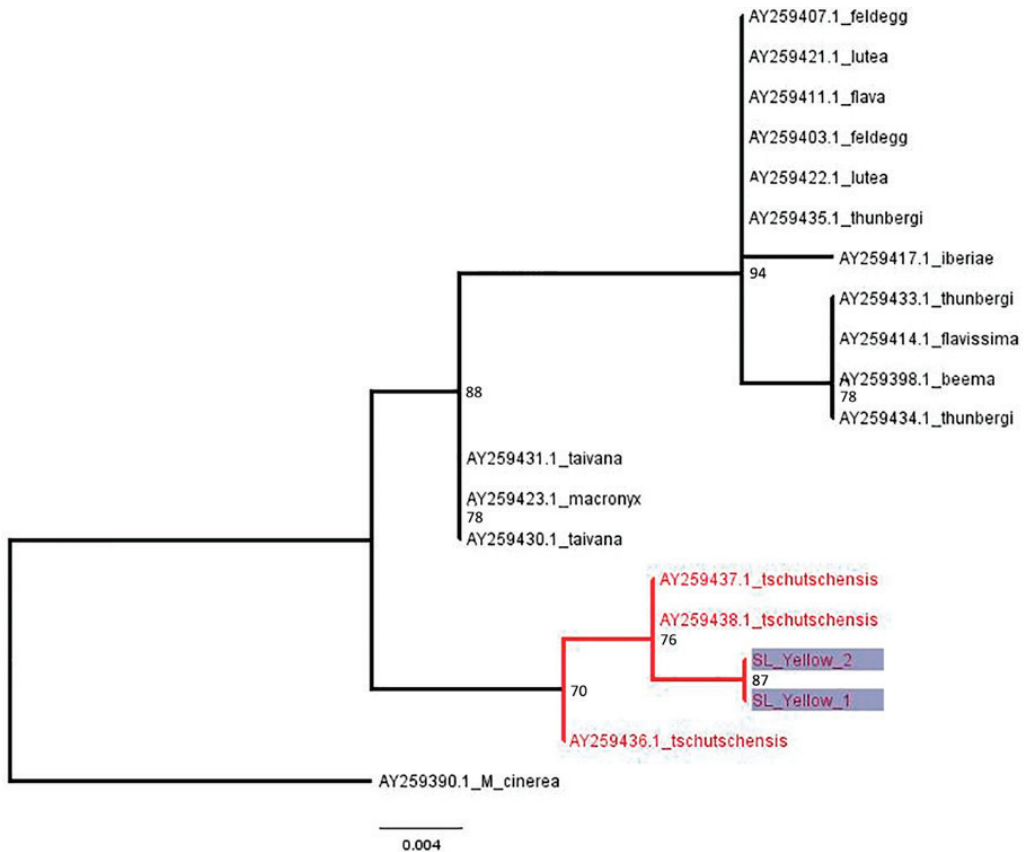 AY259407.1_feldegg
AY259421.1_lutea
AY259411.1_flava
AY259403.1_feldegg
AY259422.1_lutea
AY259435.1_thunbergi
AY259417.1_iberiae
94
AY259433.1_thunbergi
AY259414.1_flavissima
AY259398.1_beema
78
AY259434.1_thunbergi
88
AY259431.1_taivana
AY259423.1_macronyx
78
AY259430.1_taivana
AY259437.1_tschutschensis
AY259438.1_tschutschensis
76
SL_Yellow_2
87
70
SL_Yellow_1
AY259436.1_tschutschensis
AY259390.1_M_cinerea
0.004